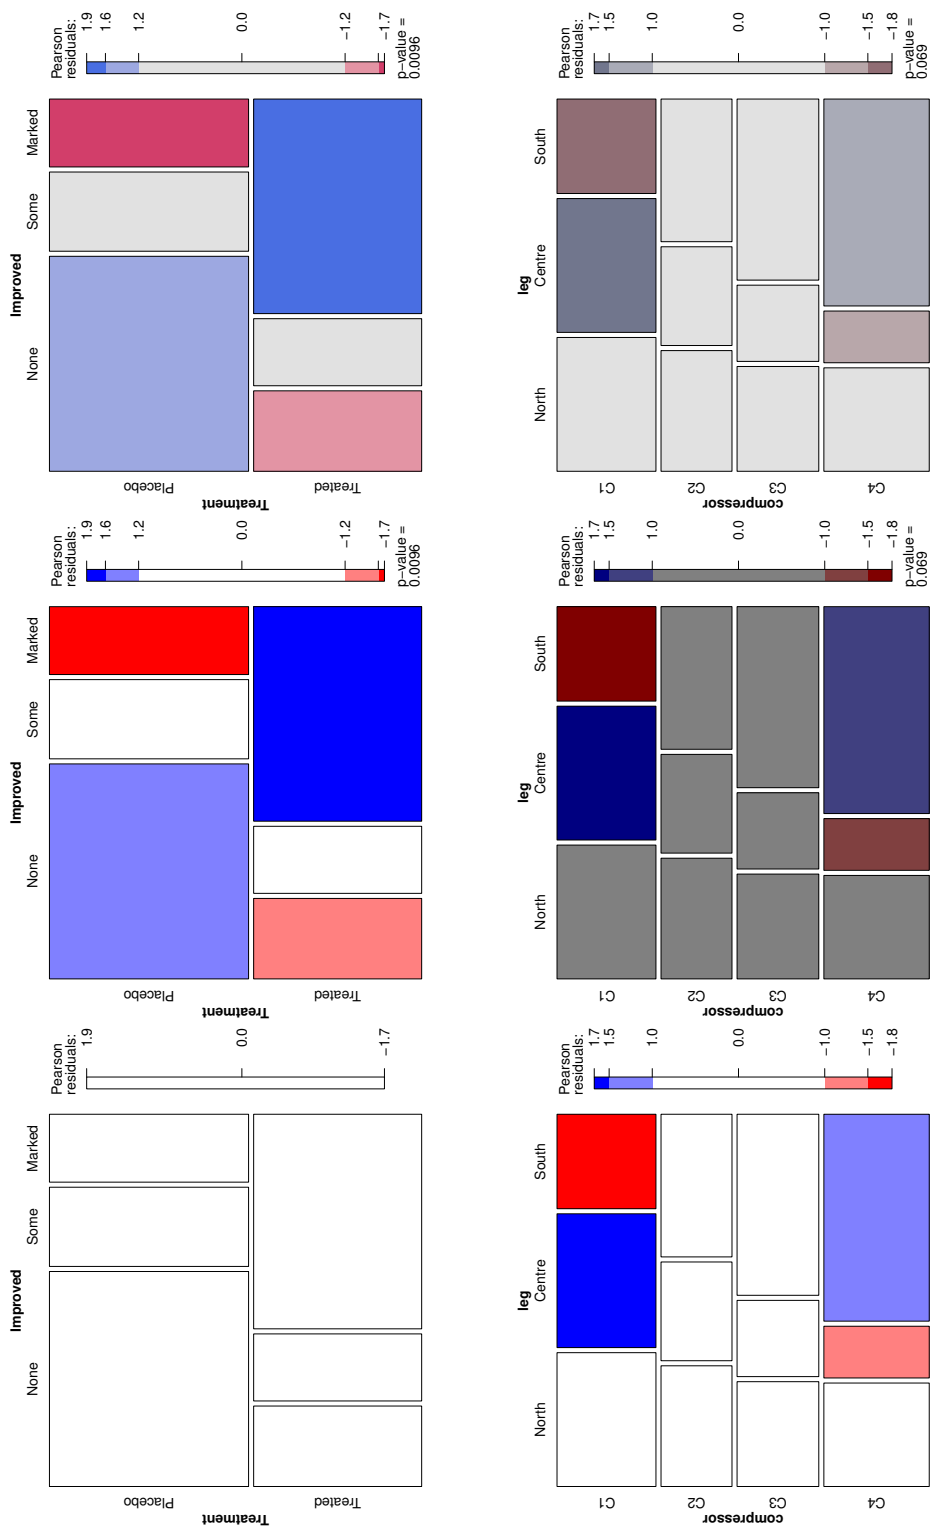 Improved
None Some Marked
Treatment
Placebo
Treated
Pearson
residuals:
1.9
0.0
−1.7
Improved
None Some Marked
Treatment
Placebo
Treated
Pearson
residuals:
1.9
1.6
1.2
0.0
−1.2
−1.7
p−value =
0.0096
Improved
None Some Marked
Treatment
Placebo
Treated
Pearson
residuals:
1.9
1.6
1.2
0.0
−1.2
−1.7
p−value =
0.0096
leg
North Centre South
compressor
C1
C2
C3
C4
Pearson
residuals:
1.7
1.5
1.0
0.0
−1.0
−1.5
−1.8
leg
North Centre South
compressor
C1
C2
C3
C4
Pearson
residuals:
1.7
1.5
1.0
0.0
−1.0
−1.5
−1.8
p−value =
0.069
leg
North Centre South
compressor
C1
C2
C3
C4
Pearson
residuals:
1.7
1.5
1.0
0.0
−1.0
−1.5
−1.8
p−value =
0.069